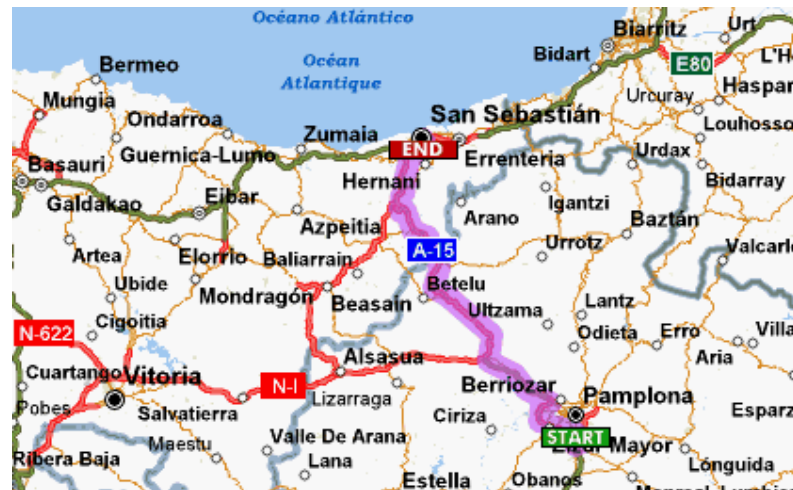 Océano Atlántico
Biarritz
Urt
Océan
Atlantique
Bidart
E80
L'H
Bermeo
Haspar
Urcuray
Mungia
San Sebastián
Ondarroa
Zumaia
Louhosso
END
Guernica-Lumo
Errenteria
Urdax
Basauri
Hernani
Bidarray
Galdakao
Eibar
Igantzi
Arano
Azpeitia
Baztán
Artea
Elorrio
A-15
Urrotz
Valcarlo
Baliarrain
Ubide
Mondragón
Betelu
Beasain
Ultzama
Lantz
Cigoitia
N-622
Odieta
Erro
Villa
Aria
Alsasua
Cuartango
Vitoria
N-I
Berriozar
Pamplona
Lizarraga
Pobes
Salvatierra
Ciriza
Esparz
START
Mayor
Maestu
Valle De Arana
Ribera Baja
Lónguida
Lana
Estella
Obanos